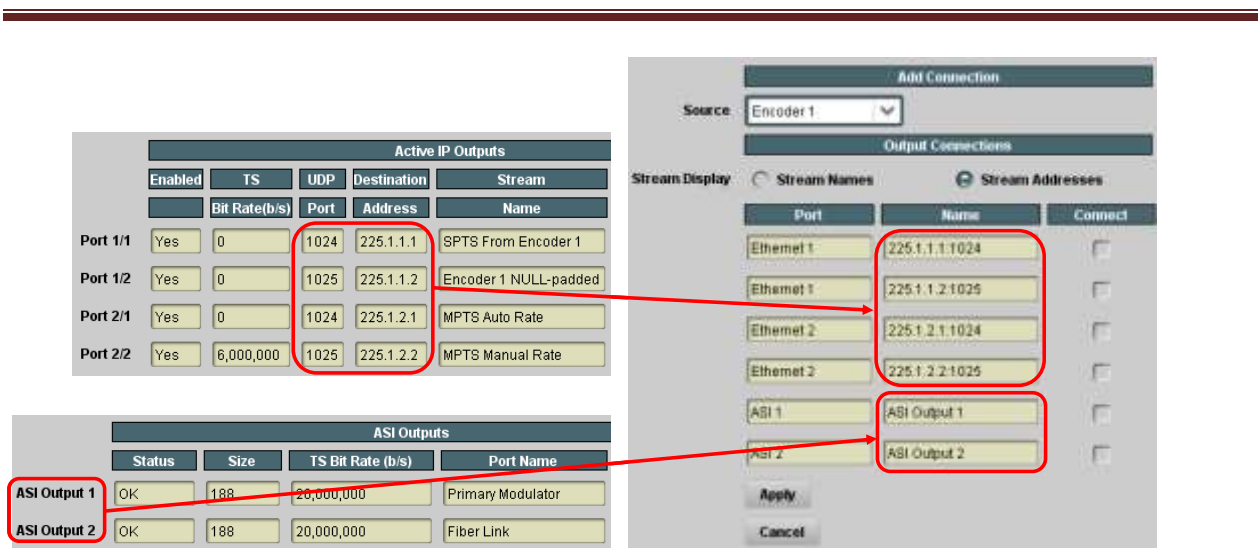 Active IP Outputs
Enabled TS UDP Destination Stream
Bit Rate(b/s) Port Address Name
Port 1/1 Yes 0 1024 225.1.1.1 SPTS From Encoder 1
Port 1/2 Yes 0 1025 225.1.1.2 Encoder 1 NULL-padded
Port 2/1 Yes 0 1024 225.1.2.1 MPTS Auto Rate
Port 2/2 Yes 6,000,000 1025 225.1.2.2 MPTS Manual Rate
ASI Outputs
Status Size TS Bit Rate (b/s) Port Name
ASI Output 1 OK 188 20,000,000 Primary Modulator
ASI Output 2 OK 188 20,000,000 Fiber Link
Add Connection
Source Encoder 1
Output Connections
Stream Display Stream Names Stream Addresses
Port Name Connect
Ethernet 1 225.1.1.1:1024
Ethernet 1 225.1.1.2:1025
Ethernet 2 225.1.2.1:1024
Ethernet 2 225.1.2.2:1025
ASI 1 ASI Output 1
ASI 2 ASI Output 2
Apply
Cancel